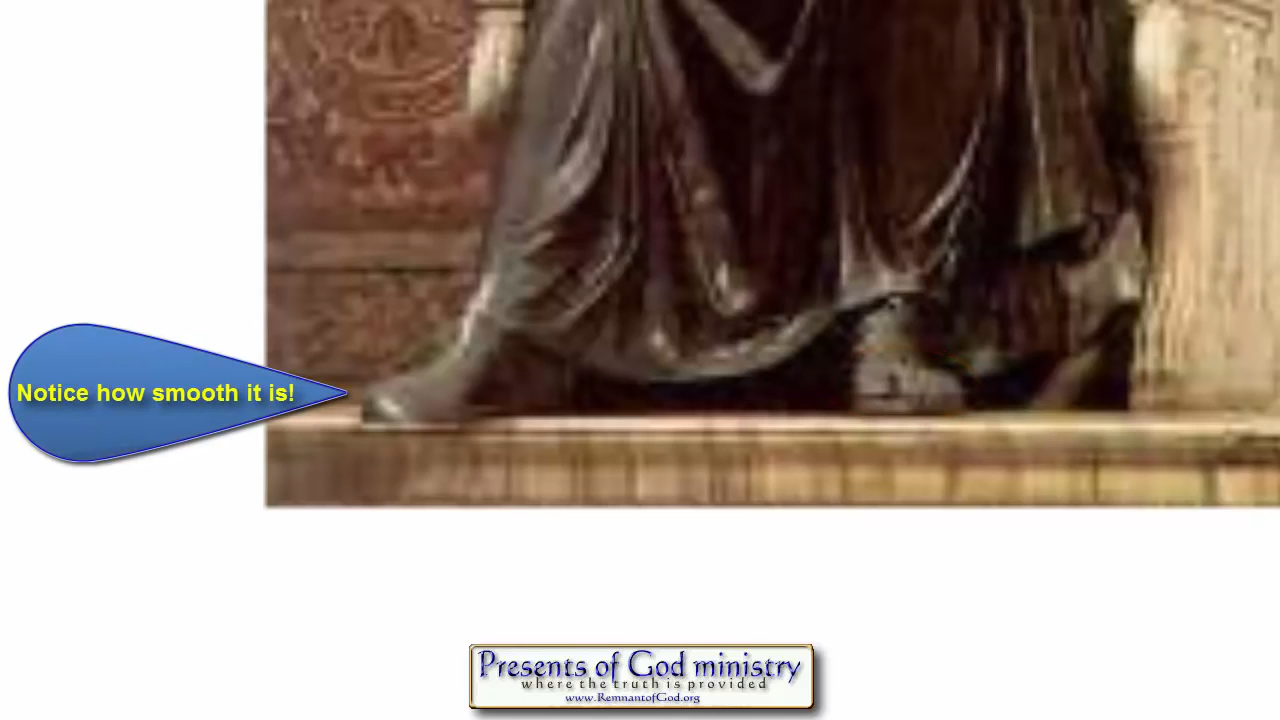 Notice how smooth it is!
Presents of God ministry
where the truth is provided
www.RemnantofGod.org